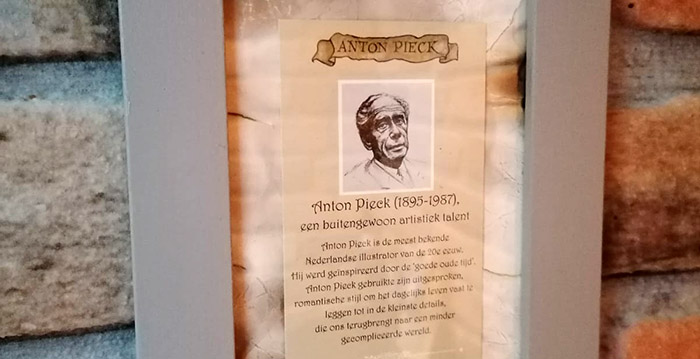 ANTON PIECK
Anton Pieck (1895-1987),
een buitengewoon artistiek talent
Anton Pieck is de meest bekende
Nederlandse illustrator van de 20e eeuw.
Hij werd geïnspireerd door de 'goede oude tijd'.
Anton Pieck gebruikte zijn uitgesproken,
romantische stijl om het dagelijks leven vast te
leggen tot in de kleinste details,
die ons terugbrengt naar een minder
gecompliceerde wereld.